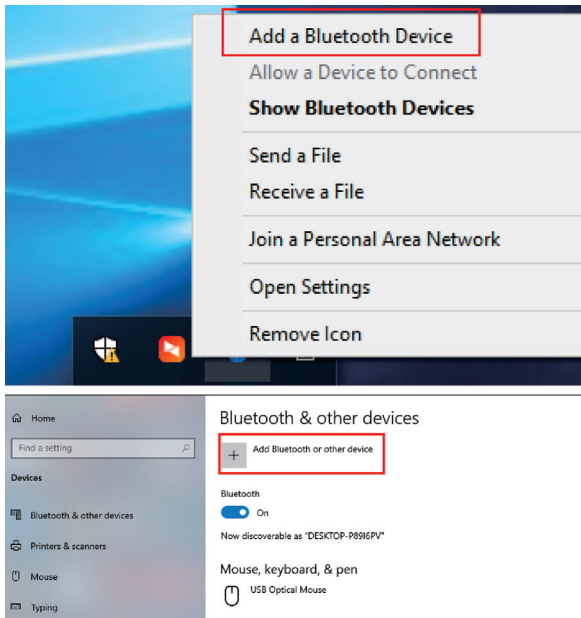 Add a Bluetooth Device
Allow a Device to Connect
Show Bluetooth Devices
Send a File
Receive a File
Join a Personal Area Network
Open Settings
Remove Icon
Home
Find a setting
Devices
Bluetooth & other devices
Printers & scanners
Mouse
Typing
Bluetooth & other devices
Add Bluetooth or other device
Bluetooth
On
Now discoverable as "DESKTOP-P89I6PV"
Mouse, keyboard, & pen
USB Optical Mouse